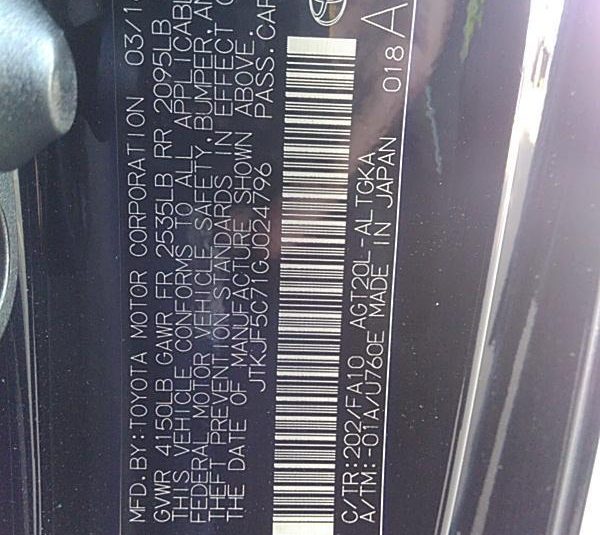 MFD. BY:TOYOTA MOTOR CORPORATION 03/1
GVWR 4150LB GAWR FR 2535LB RR 2095LB
THIS VEHICLE CONFORMS TO ALL APPLICABL
FEDERAL MOTOR VEHICLE SAFETY, BUMPER, AN
THEFT PREVENTION STANDARDS IN EFFECT O
THE DATE OF MANUFACTURE SHOWN ABOVE.
JTKJF5C71GJ024796 PASS.CAR
C/TR:202/FA10 AGT20L-ALTGKA 018 A
A/TM:-01A/U760E MADE IN JAPAN